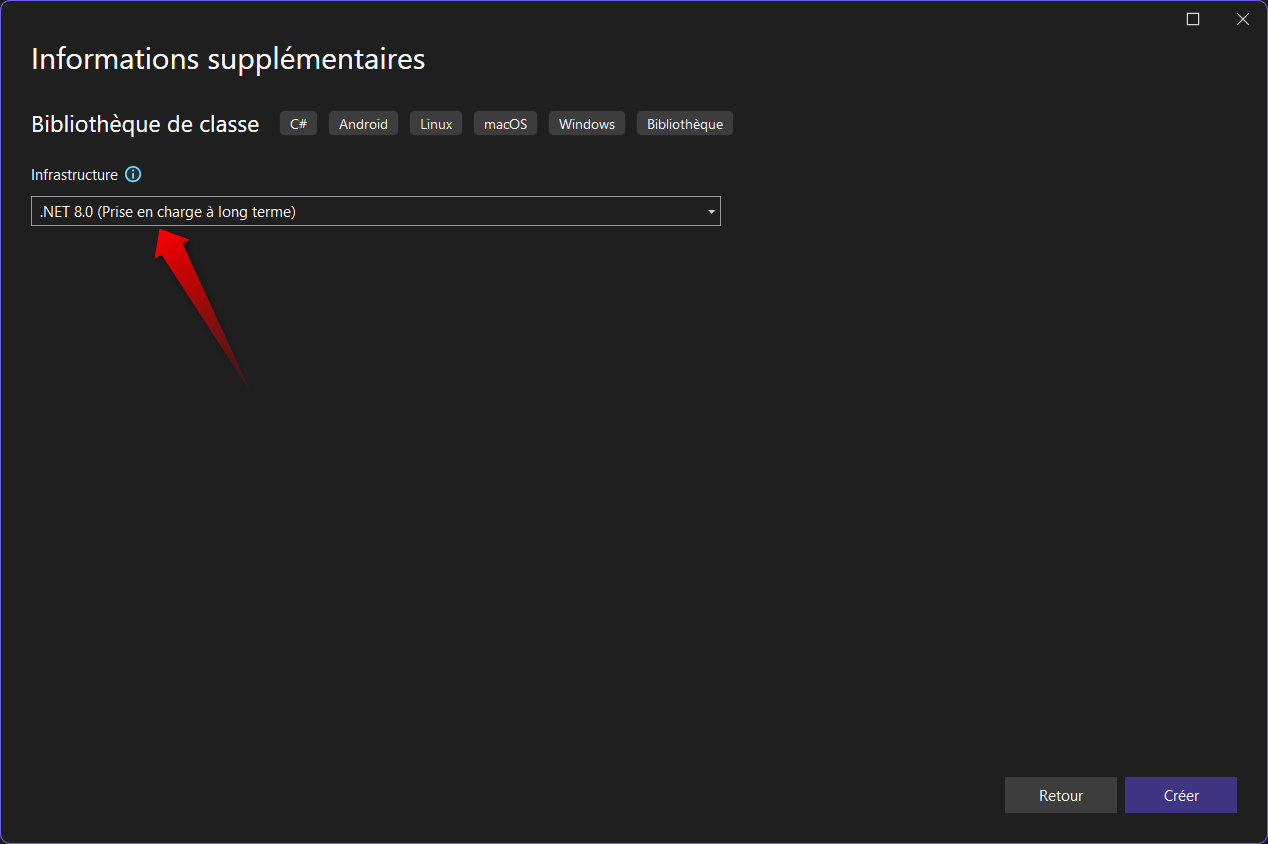 Informations supplémentaires
Bibliothèque de classe C# Android Linux macOS Windows Bibliothèque
Infrastructure
.NET 8.0 (Prise en charge à long terme)
Retour Créer